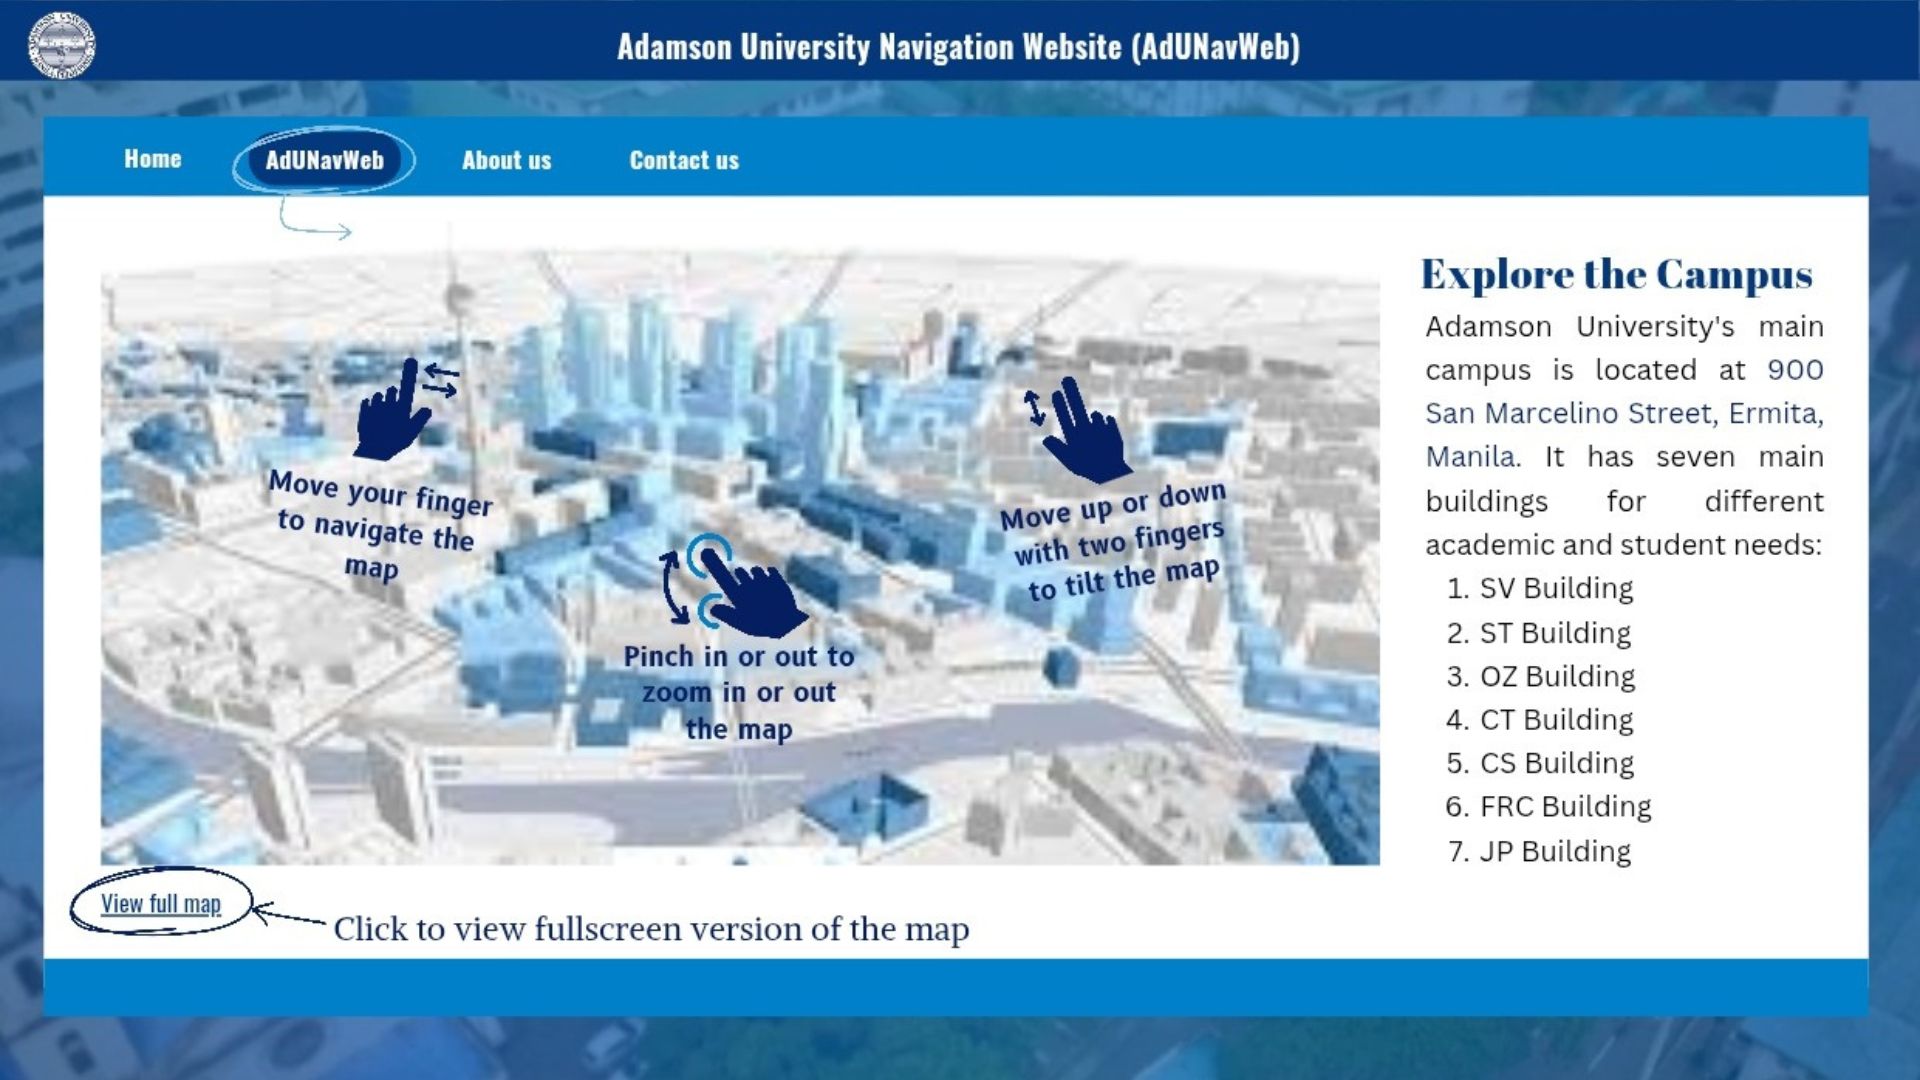 Adamson University Navigation Website (AdUNavWeb)
Home
AdUNavWeb
About us
Contact us
Explore the Campus
Adamson University's main
campus is located at 900
San Marcelino Street, Ermita,
Manila. It has seven main
buildings for different
academic and student needs:
1. SV Building
2. ST Building
3. OZ Building
4. CT Building
5. CS Building
6. FRC Building
7. JP Building
Move your finger
to navigate the
map
Pinch in or out to
zoom in or out
the map
Move up or down
with two fingers
to tilt the map
View full map
Click to view fullscreen version of the map